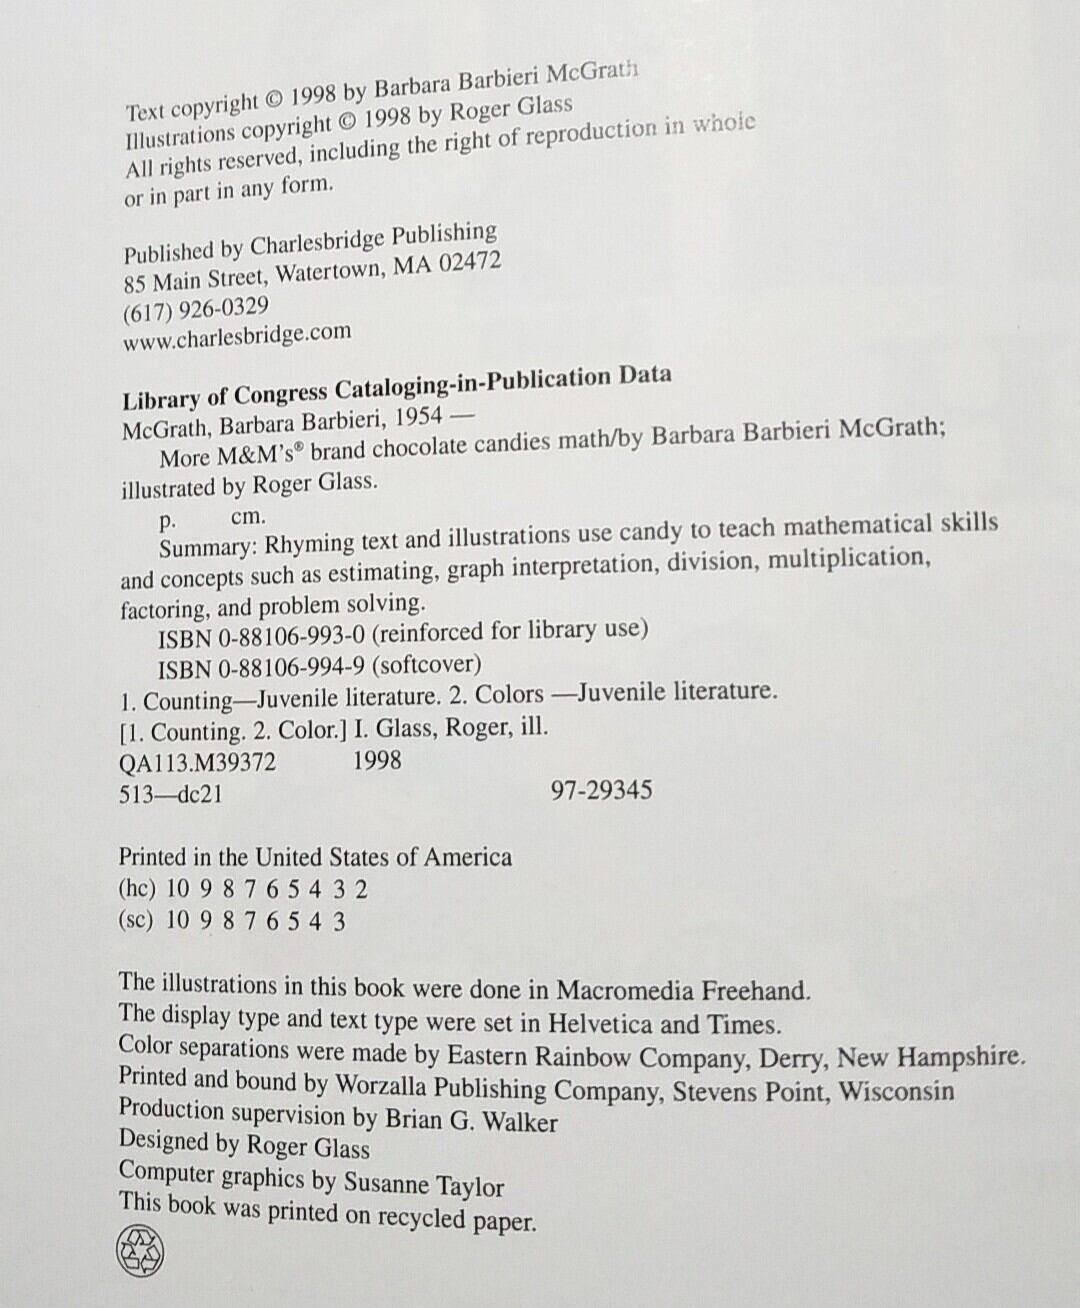 Text copyright © 1998 by Barbara Barbieri McGrath
Illustrations copyright © 1998 by Roger Glass
All rights reserved, including the right of reproduction in whole
or in part in any form.
Published by Charlesbridge Publishing
85 Main Street, Watertown, MA 02472
(617) 926-0329
www.charlesbridge.com
Library of Congress Cataloging-in-Publication Data
McGrath, Barbara Barbieri, 1954 —
More M&M's® brand chocolate candies math/by Barbara Barbieri McGrath;
illustrated by Roger Glass.
p. cm.
Summary: Rhyming text and illustrations use candy to teach mathematical skills
and concepts such as estimating, graph interpretation, division, multiplication,
factoring, and problem solving.
ISBN 0-88106-993-0 (reinforced for library use)
ISBN 0-88106-994-9 (softcover)
1. Counting—Juvenile literature. 2. Colors —Juvenile literature.
[1. Counting. 2. Color.] I. Glass, Roger, ill.
QA113.M39372 1998
513—dc21 97-29345
Printed in the United States of America
(hc) 10 9 8 7 6 5 4 3 2
(sc) 10 9 8 7 6 5 4 3
The illustrations in this book were done in Macromedia Freehand.
The display type and text type were set in Helvetica and Times.
Color separations were made by Eastern Rainbow Company, Derry, New Hampshire.
Printed and bound by Worzalla Publishing Company, Stevens Point, Wisconsin
Production supervision by Brian G. Walker
Designed by Roger Glass
Computer graphics by Susanne Taylor
This book was printed on recycled paper.